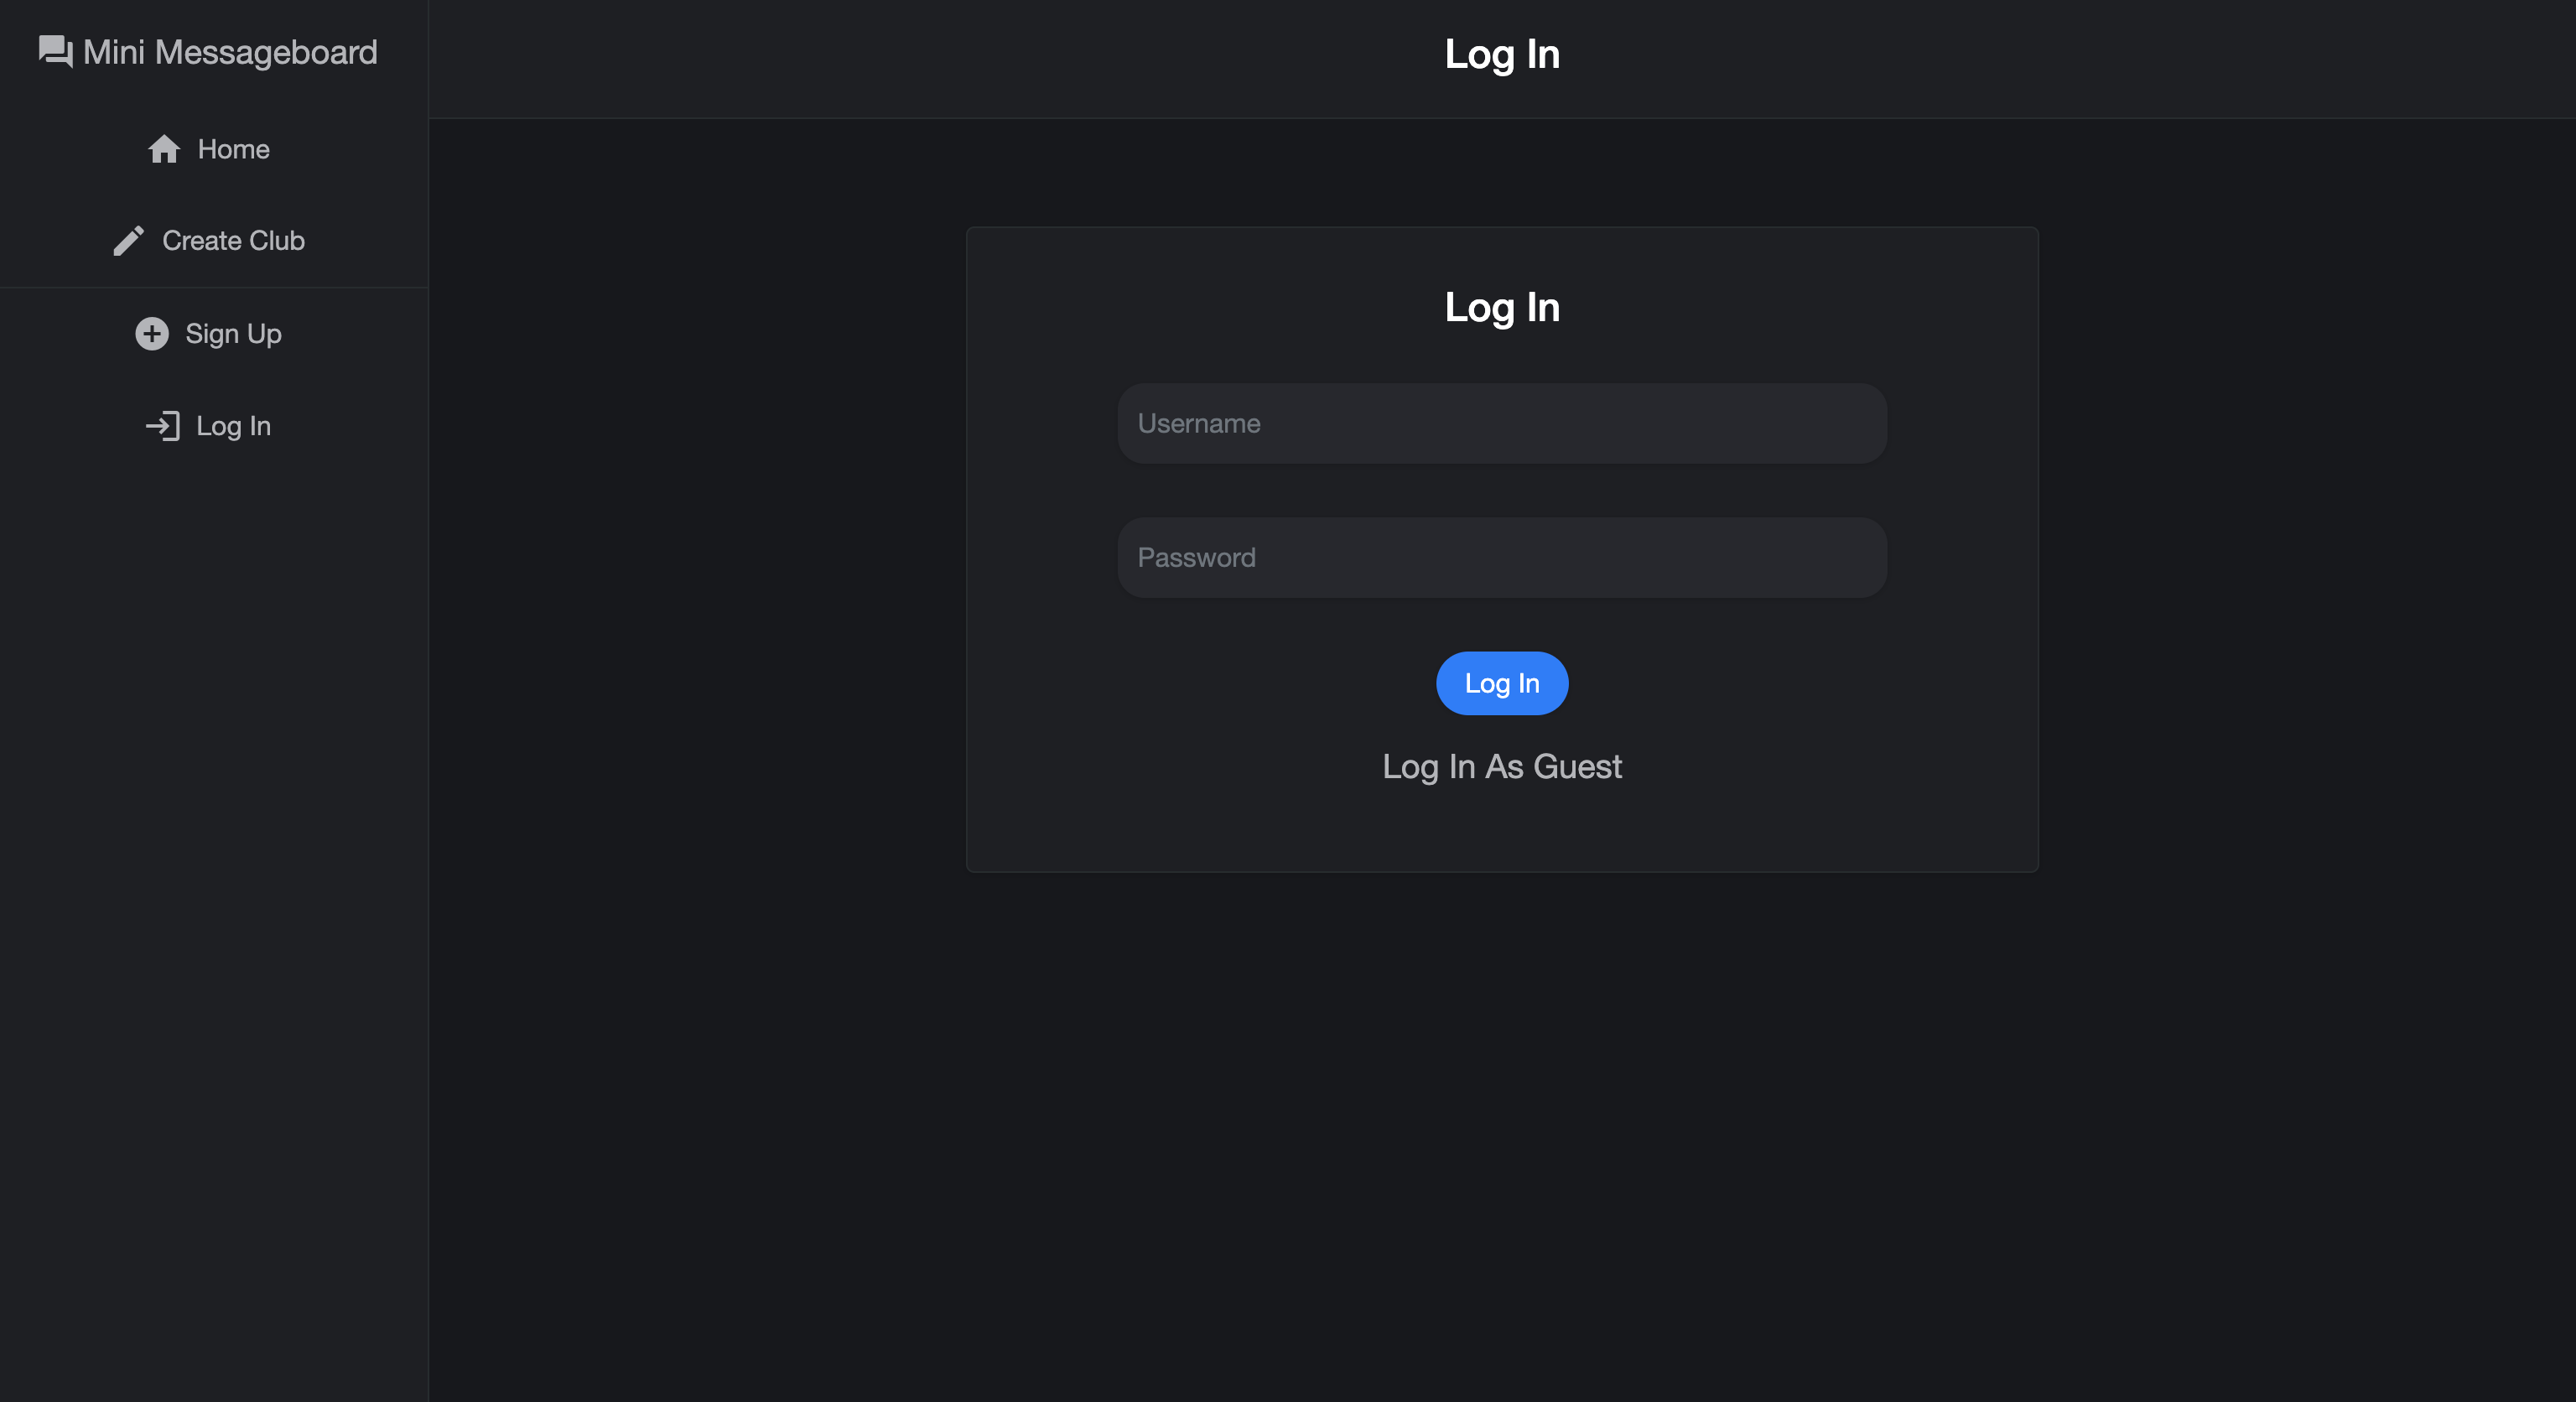 Mini Messageboard
Home
Create Club
Sign Up
Log In
Log In
Log In
Username
Password
Log In
Log In As Guest